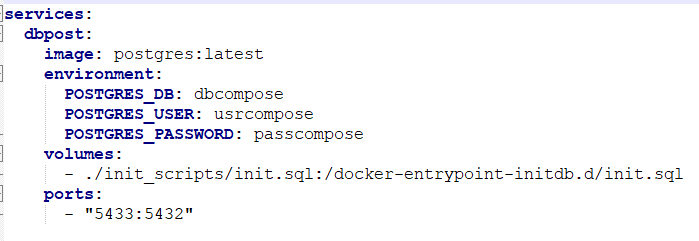 services:
  dbpost:
    image: postgres:latest
    environment:
      POSTGRES_DB: dbcompose
      POSTGRES_USER: usrcompose
      POSTGRES_PASSWORD: passcompose
    volumes:
      - ./init_scripts/init.sql:/docker-entrypoint-initdb.d/init.sql
    ports:
      - "5433:5432"